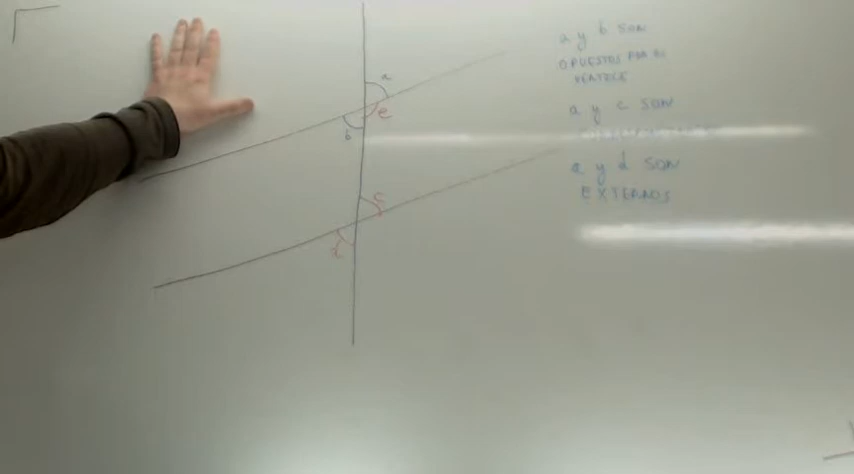 a y b SON
OPUESTOS POR EL
VERTICE
a y c SON
a y d SON
EXTERNOS
a
e
b
c